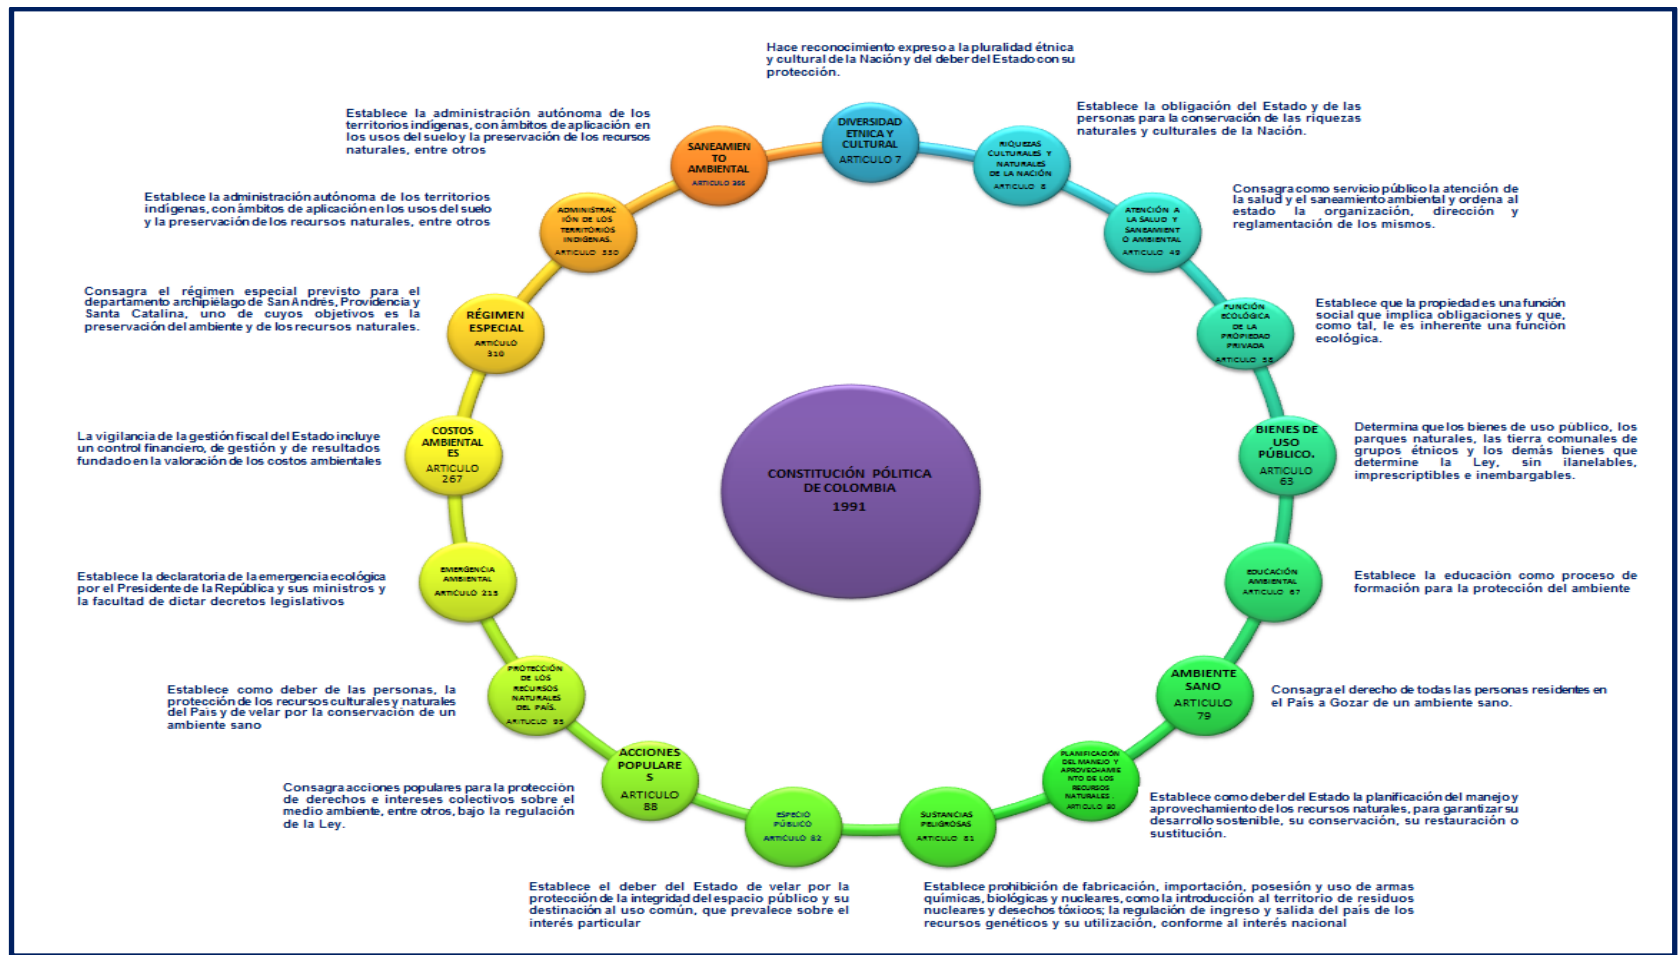 Hace reconocimiento expreso a la pluralidad étnica
y cultural de la Nación y del deber del Estado con su
protección.
DIVERSIDAD
ETNICA Y
CULTURAL
ARTICULO 7
Establece la obligación del Estado y de las
personas para la conservación de las riquezas
naturales y culturales de la Nación.
RIQUEZAS
CULTURALES Y
NATURALES
DE LA NACIÓN
ARTICULO 8
Consagra como servicio público la atención de
la salud y el saneamiento ambiental y ordena al
estado la organización, dirección y
reglamentación de los mismos.
ATENCIÓN A
LA SALUD Y
SANEAMIENT
O AMBIENTAL
ARTICULO 49
Establece que la propiedad es una función
social que implica obligaciones y que,
como tal, le es inherente una función
ecológica.
FUNCIÓN
ECOLÓGICA
DE LA
PROPIEDAD
PRIVADA
ARTICULO 58
Determina que los bienes de uso público, los
parques naturales, las tierra comunales de
grupos étnicos y los demás bienes que
determine la Ley, sin ilanelables,
imprescriptibles e inembargables.
BIENES DE
USO
PÚBLICO.
ARTICULO
63
Establece la educación como proceso de
formación para la protección del ambiente
EDUCACIÓN
AMBIENTAL
ARTICULO 67
Consagra el derecho de todas las personas residentes en
el País a Gozar de un ambiente sano.
AMBIENTE
SANO
ARTICULO
79
Establece como deber del Estado la planificación del manejo y
aprovechamiento de los recursos naturales, para garantizar su
desarrollo sostenible, su conservación, su restauración o
sustitución.
PLANIFICACIÓN
DEL MANEJO Y
APROVECHAMIE
NTO DE LOS
RECURSOS
NATURALES .
ARTICULO 80
Establece prohibición de fabricación, importación, posesión y uso de armas
químicas, biológicas y nucleares, como la introducción al territorio de residuos
nucleares y desechos tóxicos; la regulación de ingreso y salida del país de los
recursos genéticos y su utilización, conforme al interés nacional
SUSTANCIAS
PELIGROSAS
ARTICULO 81
Establece el deber del Estado de velar por la
protección de la integridad del espacio público y su
destinación al uso común, que prevalece sobre el
interés particular
ESPECIO
PÚBLICO
ARTICULO 82
Consagra acciones populares para la protección
de derechos e intereses colectivos sobre el
medio ambiente, entre otros, bajo la regulación
de la Ley.
ACCIONES
POPULARE
S
ARTICULO
88
Establece como deber de las personas, la
protección de los recursos culturales y naturales
del País y de velar por la conservación de un
ambiente sano
PROTECCIÓN
DE LOS
RECURSOS
NATURALES
DEL PAÍS.
ARITUCLO 95
Establece la declaratoria de la emergencia ecológica
por el Presidente de la República y sus ministros y
la facultad de dictar decretos legislativos
EMERGENCIA
AMBIENTAL
ARTICULO 215
La vigilancia de la gestión fiscal del Estado incluye
un control financiero, de gestión y de resultados
fundado en la valoración de los costos ambientales
COSTOS
AMBIENTAL
ES
ARTICULO
267
Consagra el régimen especial previsto para el
departamento archipiélago de San Andrés, Providencia y
Santa Catalina, uno de cuyos objetivos es la
preservación del ambiente y de los recursos naturales.
RÉGIMEN
ESPECIAL
ARTICULO
310
Establece la administración autónoma de los territorios
indígenas, con ámbitos de aplicación en los usos del suelo
y la preservación de los recursos naturales, entre otros
ADMINISTRAC
IÓN DE LOS
TERRITORIOS
INDIGENAS.
ARTICULO 330
Establece la administración autónoma de los
territorios indígenas, con ámbitos de aplicación en
los usos del suelo y la preservación de los recursos
naturales, entre otros
SANEAMIEN
TO
AMBIENTAL
ARTICULO 366
CONSTITUCIÓN PÓLITICA
DE COLOMBIA
1991